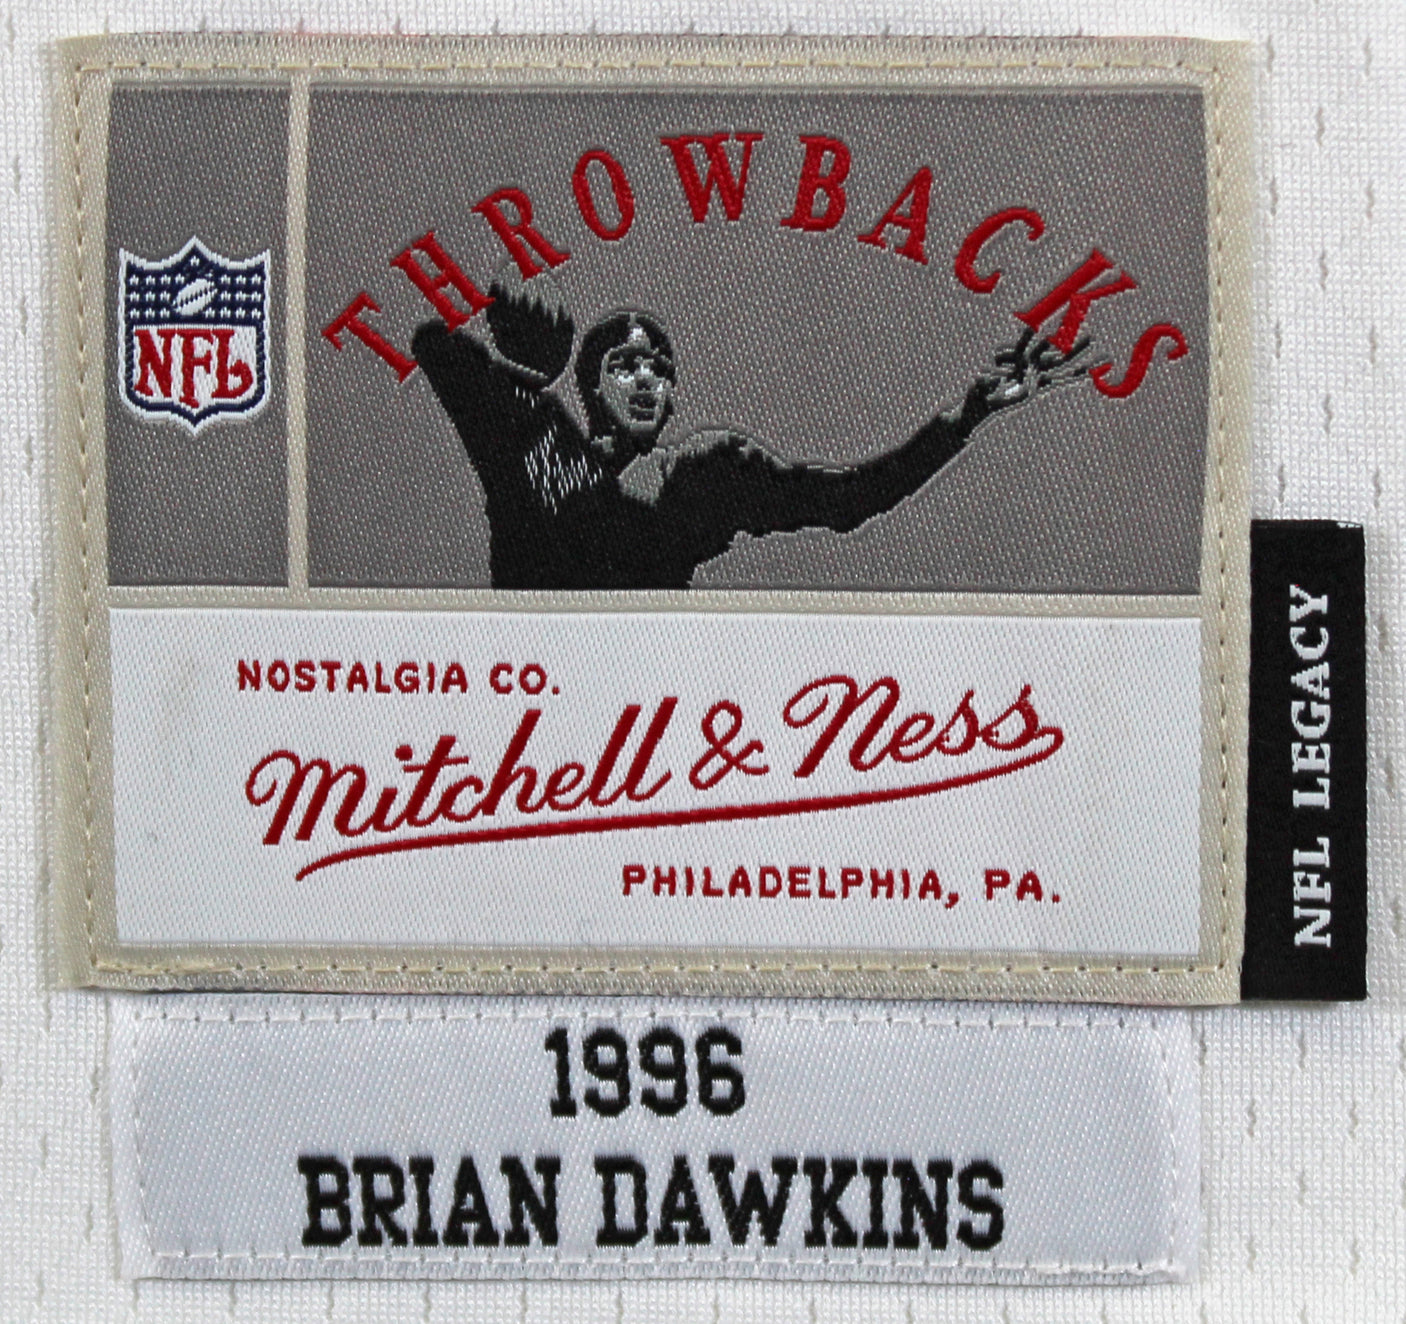 THROWBACKS
NFL
NOSTALGIA CO.
Mitchell & Ness
PHILADELPHIA, PA.
NFL LEGACY
1996
BRIAN DAWKINS